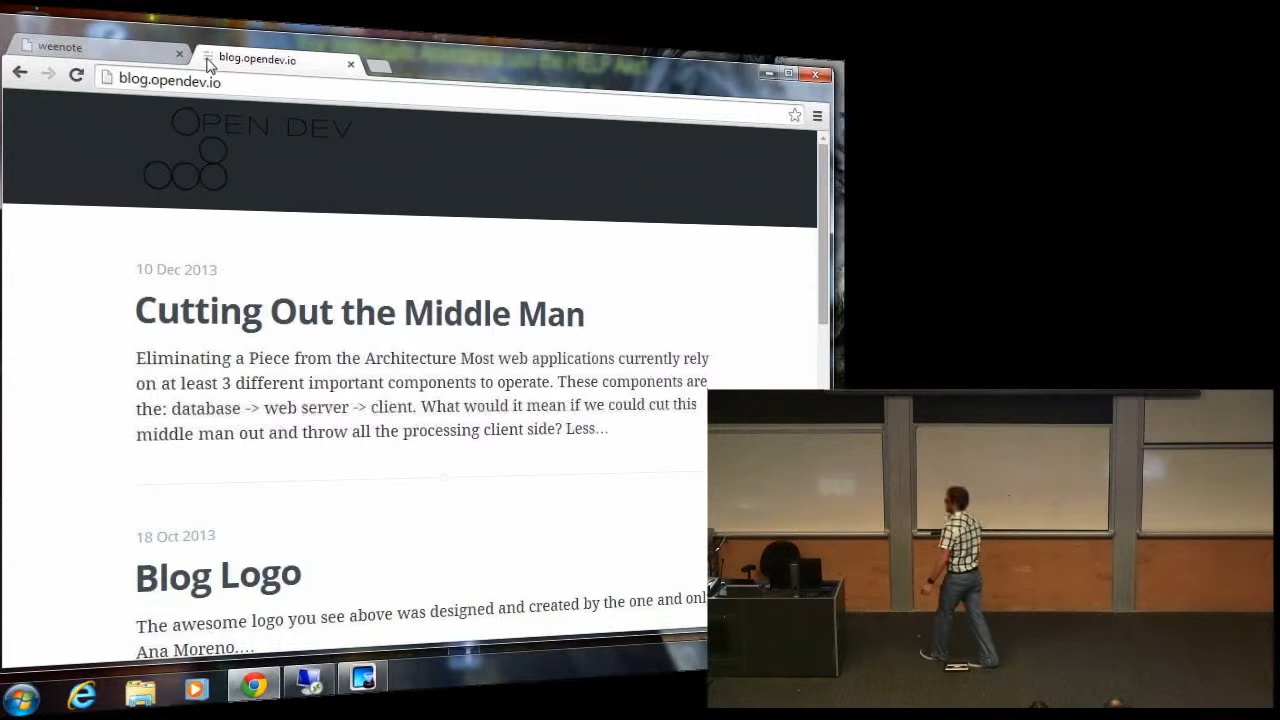 weenote
blog.opendev.io
blog.opendev.io
OPEN DEV
10 Dec 2013
Cutting Out the Middle Man
Eliminating a Piece from the Architecture Most web applications currently rely
on at least 3 different important components to operate. These components are
the: database -> web server -> client. What would it mean if we could cut this
middle man out and throw all the processing client side? Less...
18 Oct 2013
Blog Logo
The awesome logo you see above was designed and created by the one and onl
Ana Moreno....